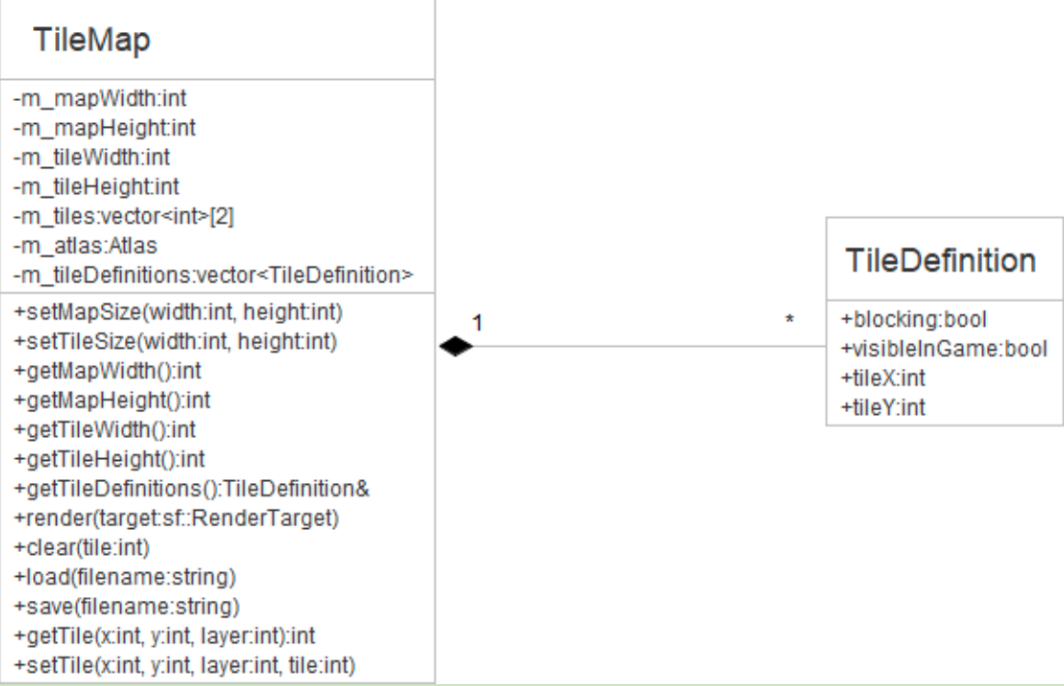 TileMap
-m_mapWidth:int
-m_mapHeight:int
-m_tileWidth:int
-m_tileHeight:int
-m_tiles:vector<int>[2]
-m_atlas:Atlas
-m_tileDefinitions:vector<TileDefinition>
+setMapSize(width:int, height:int)
+setTileSize(width:int, height:int)
+getMapWidth():int
+getMapHeight():int
+getTileWidth():int
+getTileHeight():int
+getTileDefinitions():TileDefinition&
+render(target:sf::RenderTarget)
+clear(tile:int)
+load(filename:string)
+save(filename:string)
+getTile(x:int, y:int, layer:int):int
+setTile(x:int, y:int, layer:int, tile:int)
1
*
TileDefinition
+blocking:bool
+visibleInGame:bool
+tileX:int
+tileY:int